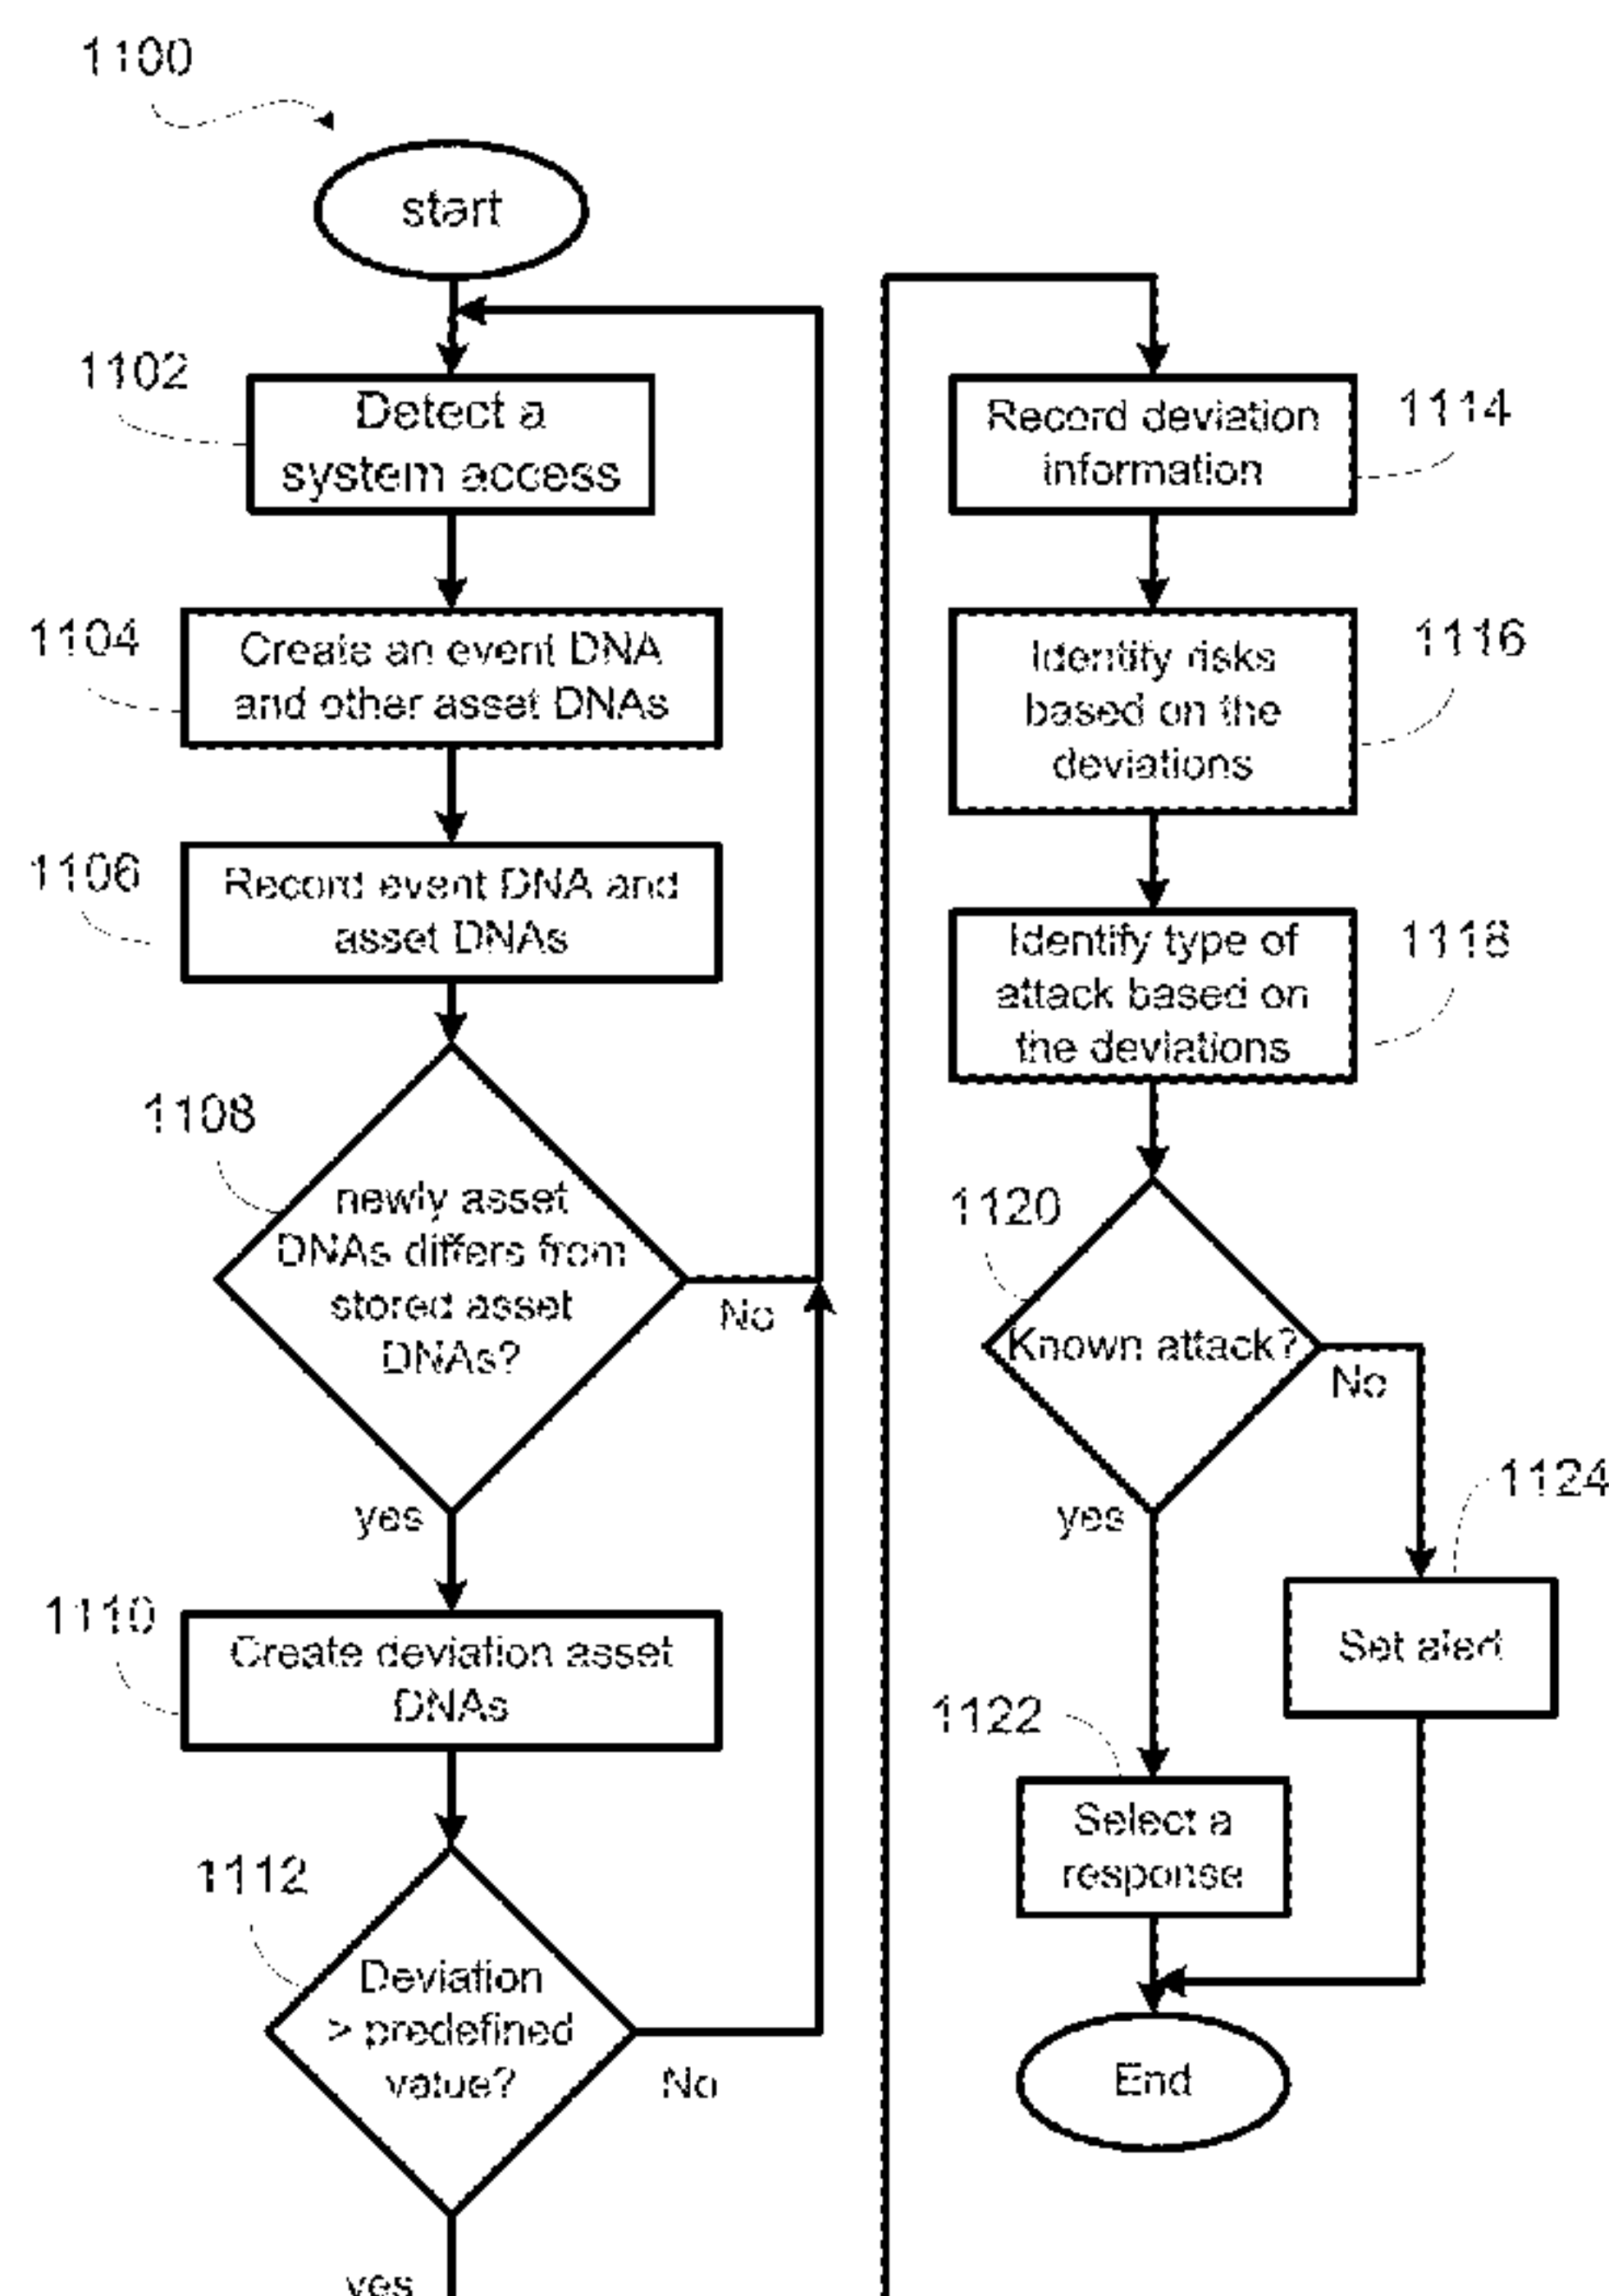 1100
start
1102
Detect a
system access
1104
Create an event DNA
and other asset DNAs
1106
Record event DNA and
asset DNAs
1108
newly asset
DNAs differs from
stored asset
DNAs?
No
yes
1110
Create deviation asset
DNAs
1112
Deviation
> predefined
value?
No
yes
Record deviation
information
1114
Identify risks
based on the
deviations
1116
Identify type of
attack based on
the deviations
1118
1120
Known attack?
No
yes
1124
Set alert
1122
Select a
response
End